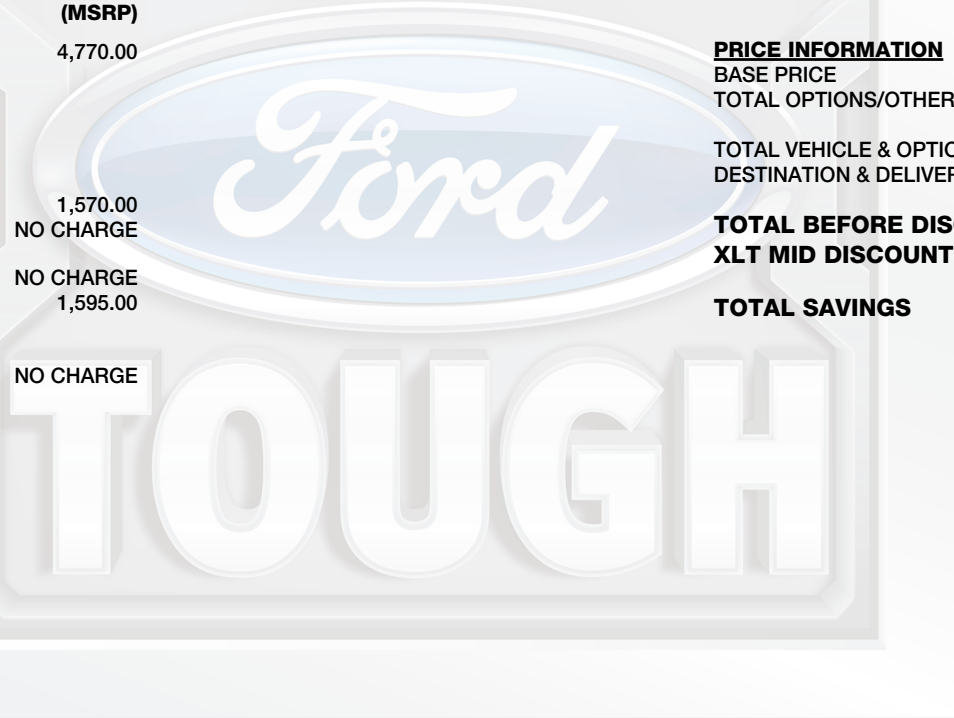 (MSRP)
4,770.00
1,570.00
NO CHARGE
NO CHARGE
1,595.00
NO CHARGE
PRICE INFORMATION
BASE PRICE
TOTAL OPTIONS/OTHER
TOTAL VEHICLE & OPTIO
DESTINATION & DELIVER
TOTAL BEFORE DIS
XLT MID DISCOUNT
TOTAL SAVINGS
Ford
TOUGH